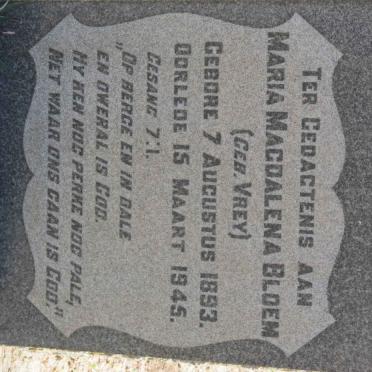 TER GEDACTENIS AAN
MARIA MAGDALENA BLOEM
(GEB. VREY)
GEBORE 7 AUGUSTUS 1893.
OORLEDE 15 MAART 1945.
GESANG 7:1.
„OP BERGE EN IN DALE
EN OWERAL IS GOD.
HY KEN NOG PERKE NOG PALE,
NET WAAR ONS GAAN IS GOD."